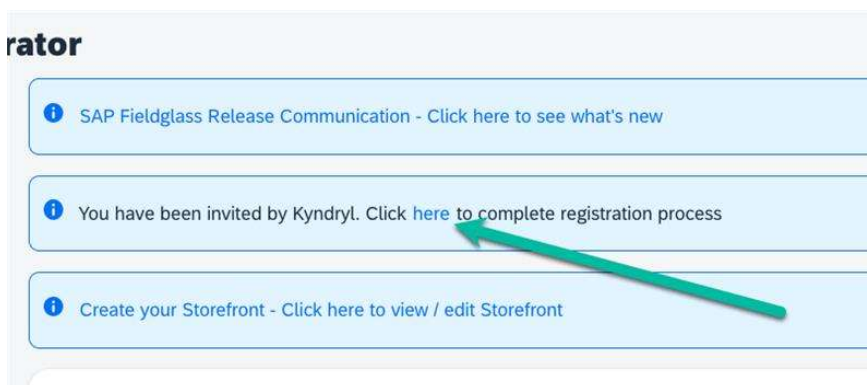 rator
SAP Fieldglass Release Communication - Click here to see what's new
You have been invited by Kyndryl. Click here to complete registration process
Create your Storefront - Click here to view / edit Storefront